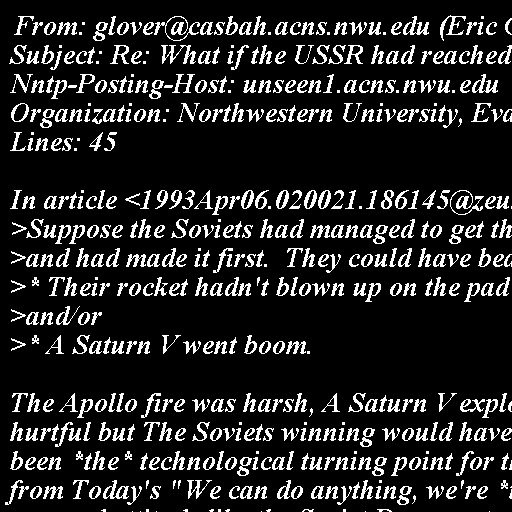 From: glover@casbah.acns.nwu.edu (Eric
Subject: Re: What if the USSR had reached
Nntp-Posting-Host: unseen1.acns.nwu.edu
Organization: Northwestern University, Eva
Lines: 45

In article <1993Apr06.020021.186145@zeu
>Suppose the Soviets had managed to get th
>and had made it first.  They could have bea
>* Their rocket hadn't blown up on the pad
>and/or
>* A Saturn V went boom.

The Apollo fire was harsh, A Saturn V explo
hurtful but The Soviets winning would have
been *the* technological turning point for t
from Today's "We can do anything, we're *